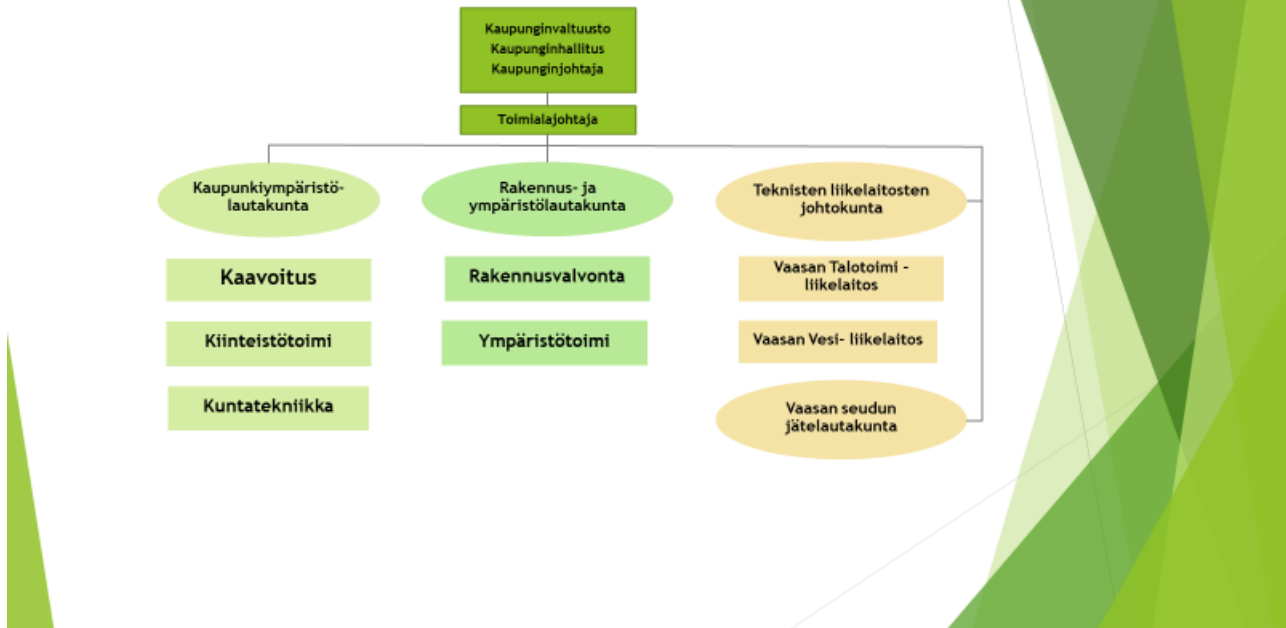 Kaupunginvaltuusto
Kaupunginhallitus
Kaupunginjohtaja
Toimialajohtaja
Kaupunkiympäristö-
lautakunta
Kaavoitus
Kiinteistötoimi
Kuntatekniikka
Rakennus- ja
ympäristölautakunta
Rakennusvalvonta
Ympäristötoimi
Teknisten liikelaitosten
johtokunta
Vaasan Talotoimi -
liikelaitos
Vaasan Vesi- liikelaitos
Vaasan seudun
jätelautakunta